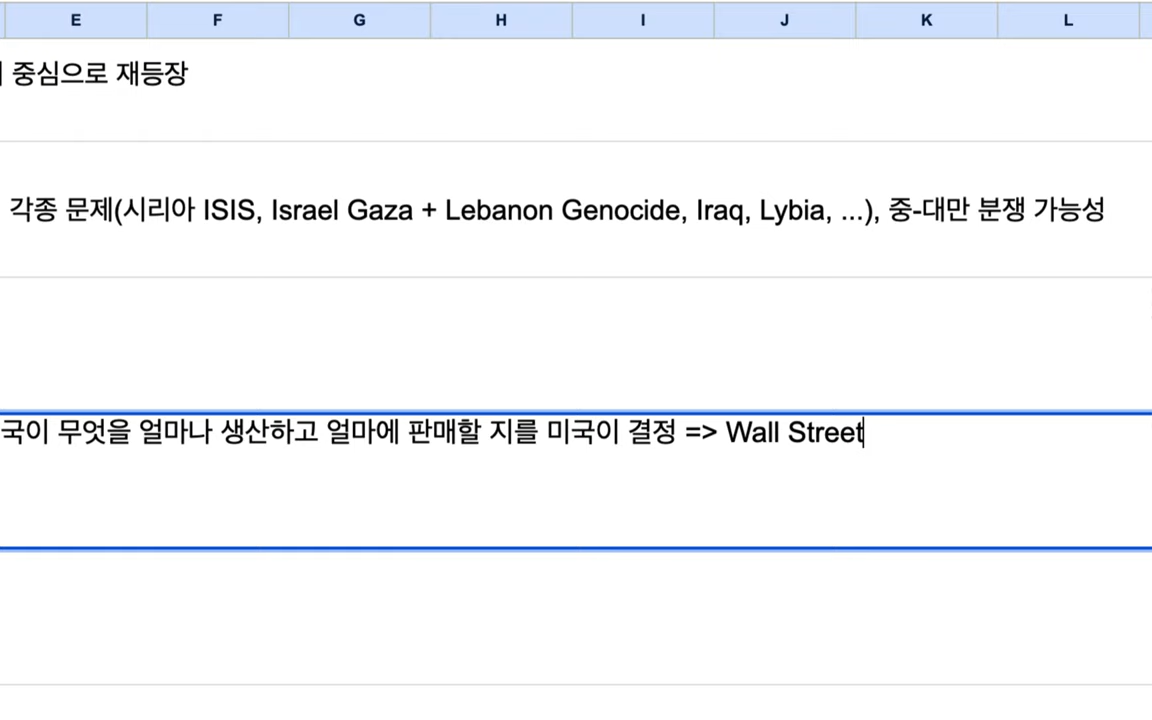 E F G H I J K L
중심으로 재등장
각종 문제(시리아 ISIS, Israel Gaza + Lebanon Genocide, Iraq, Lybia, ...), 중-대만 분쟁 가능성
국이 무엇을 얼마나 생산하고 얼마에 판매할 지를 미국이 결정 => Wall Street